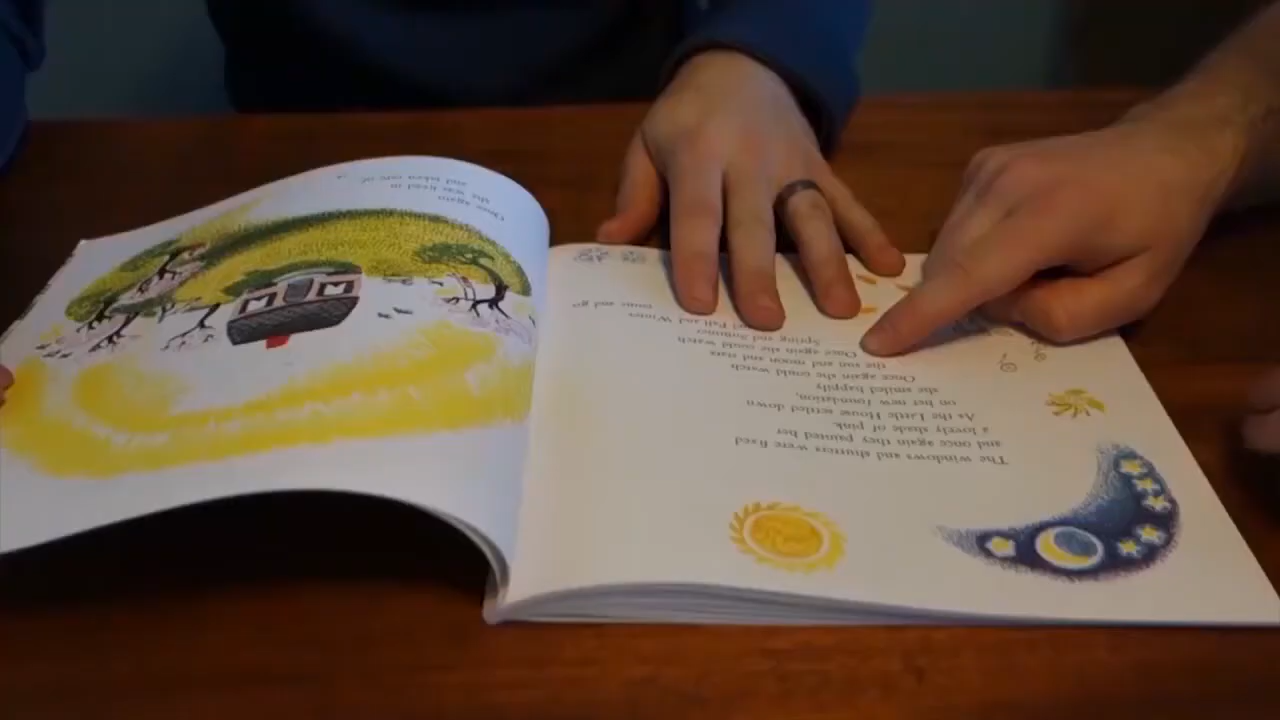 The windows and shutters were fixed
and once again they painted her
a lovely shade of pink.
As the Little House settled down
on her new foundation,
she smiled happily
Once again she could watch
the sun and moon and stars
Once again she could watch
Spring and Summer
and Fall and Winter
come and go
Once again
she was lived in
and taken care of.